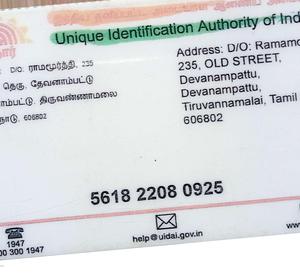 Unique Identification Authority of Ind
D/O: ராமமூர்த்தி, 235
தெரு, தேவனாம்பட்டு
ம்பட்டு, திருவண்ணாமலை
நாடு, 606802
Address: D/O: Ramamo
235, OLD STREET,
Devanampattu,
Devanampattu,
Tiruvannamalai, Tamil
606802
5618 2208 0925
1947
00 300 1947
help@uidai.gov.in